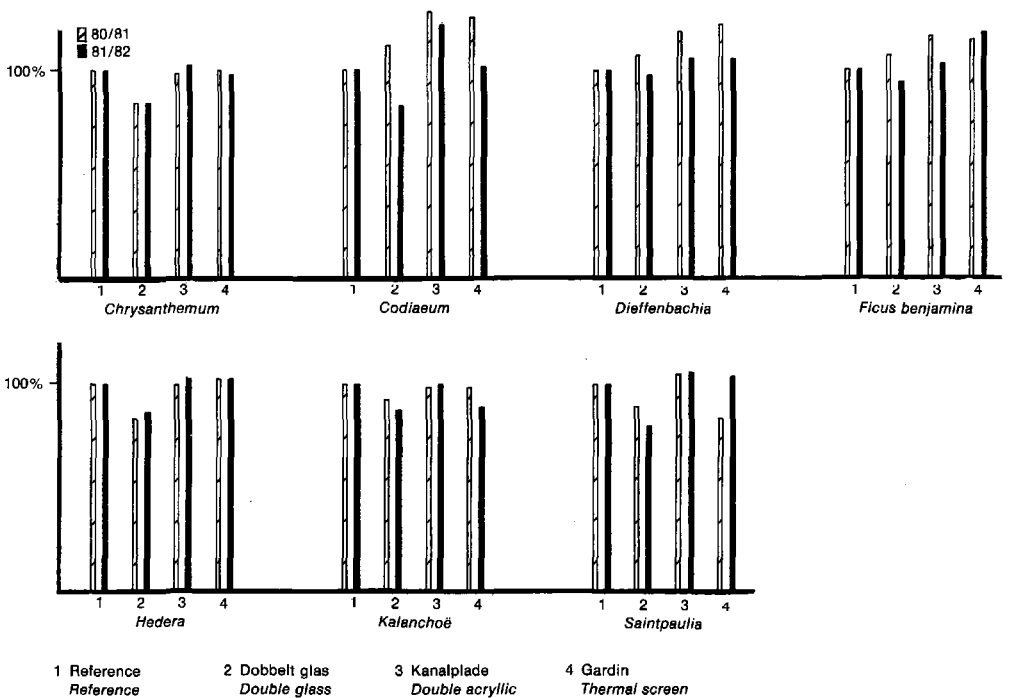 80/81
81/82
100%
1 2 3 4 1 2 3 4 1 2 3 4 1 2 3 4
Chrysanthemum Codiaeum Dieffenbachia Ficus benjamina
100%
1 2 3 4 1 2 3 4 1 2 3 4
Hedera Kalanchoë Saintpaulia
1 Reference 2 Dobbelt glas 3 Kanalplade 4 Gardin
Reference Double glass Double acryllic Thermal screen